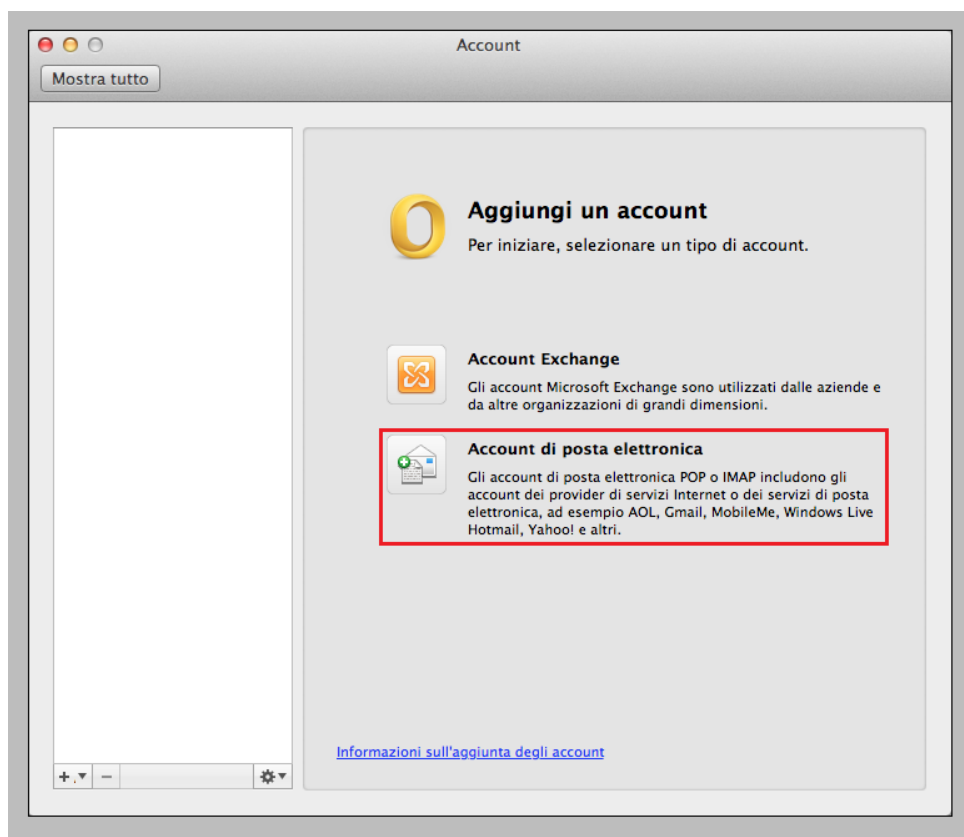 Account
Mostra tutto
Aggiungi un account
Per iniziare, selezionare un tipo di account.
Account Exchange
Gli account Microsoft Exchange sono utilizzati dalle aziende e
da altre organizzazioni di grandi dimensioni.
Account di posta elettronica
Gli account di posta elettronica POP o IMAP includono gli
account dei provider di servizi Internet o dei servizi di posta
elettronica, ad esempio AOL, Gmail, MobileMe, Windows Live
Hotmail, Yahoo! e altri.
Informazioni sull'aggiunta degli account